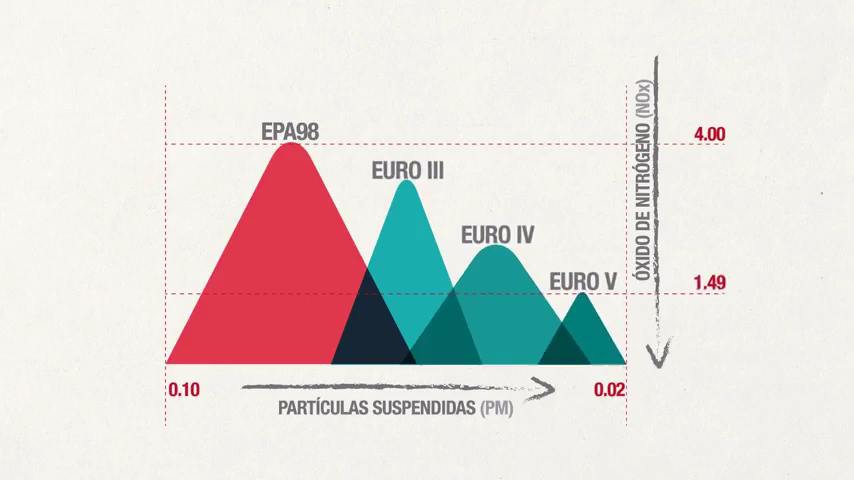 EPA98
EURO III
EURO IV
EURO V
ÓXIDO DE NITRÓGENO (NOx)
4.00
1.49
0.10
0.02
PARTÍCULAS SUSPENDIDAS (PM)